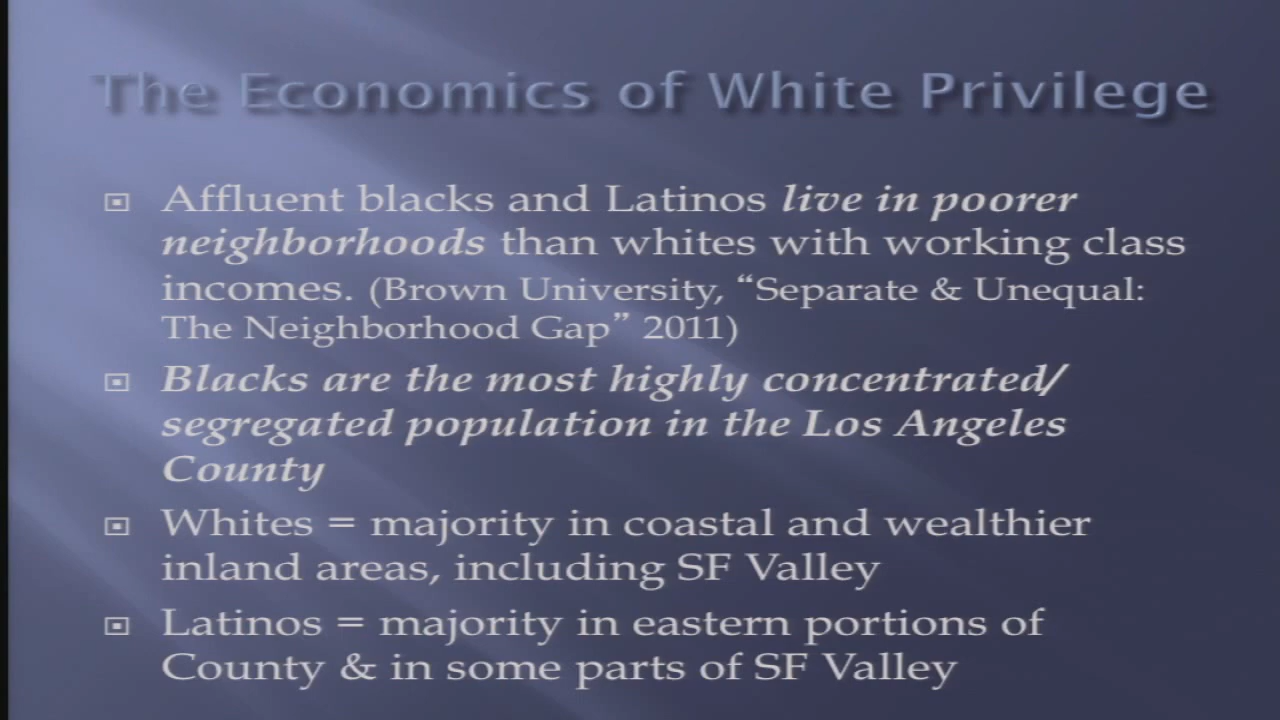 The Economics of White Privilege
Affluent blacks and Latinos live in poorer
neighborhoods than whites with working class
incomes. (Brown University, “Separate & Unequal:
The Neighborhood Gap” 2011)
Blacks are the most highly concentrated/
segregated population in the Los Angeles
County
Whites = majority in coastal and wealthier
inland areas, including SF Valley
Latinos = majority in eastern portions of
County & in some parts of SF Valley